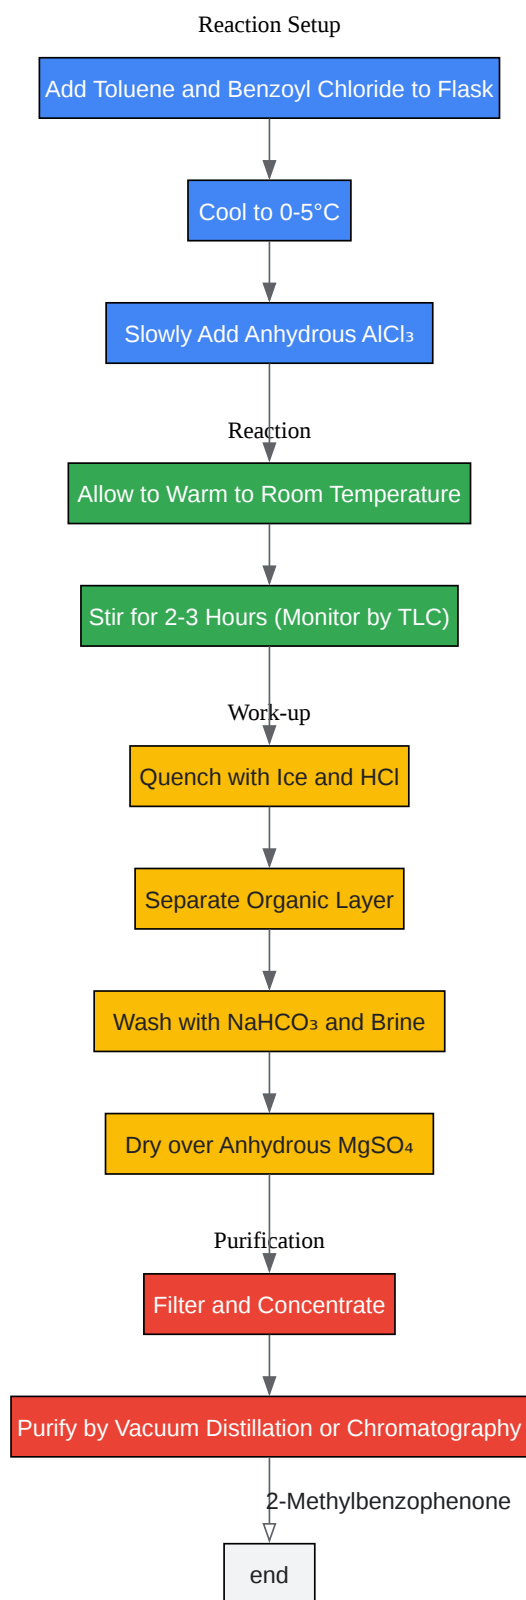 Reaction Setup
Add Toluene and Benzoyl Chloride to Flask
Cool to 0-5°C
Slowly Add Anhydrous AlCl₃
Reaction
Allow to Warm to Room Temperature
Stir for 2-3 Hours (Monitor by TLC)
Work-up
Quench with Ice and HCl
Separate Organic Layer
Wash with NaHCO₃ and Brine
Dry over Anhydrous MgSO₄
Purification
Filter and Concentrate
Purify by Vacuum Distillation or Chromatography
2-Methylbenzophenone
end